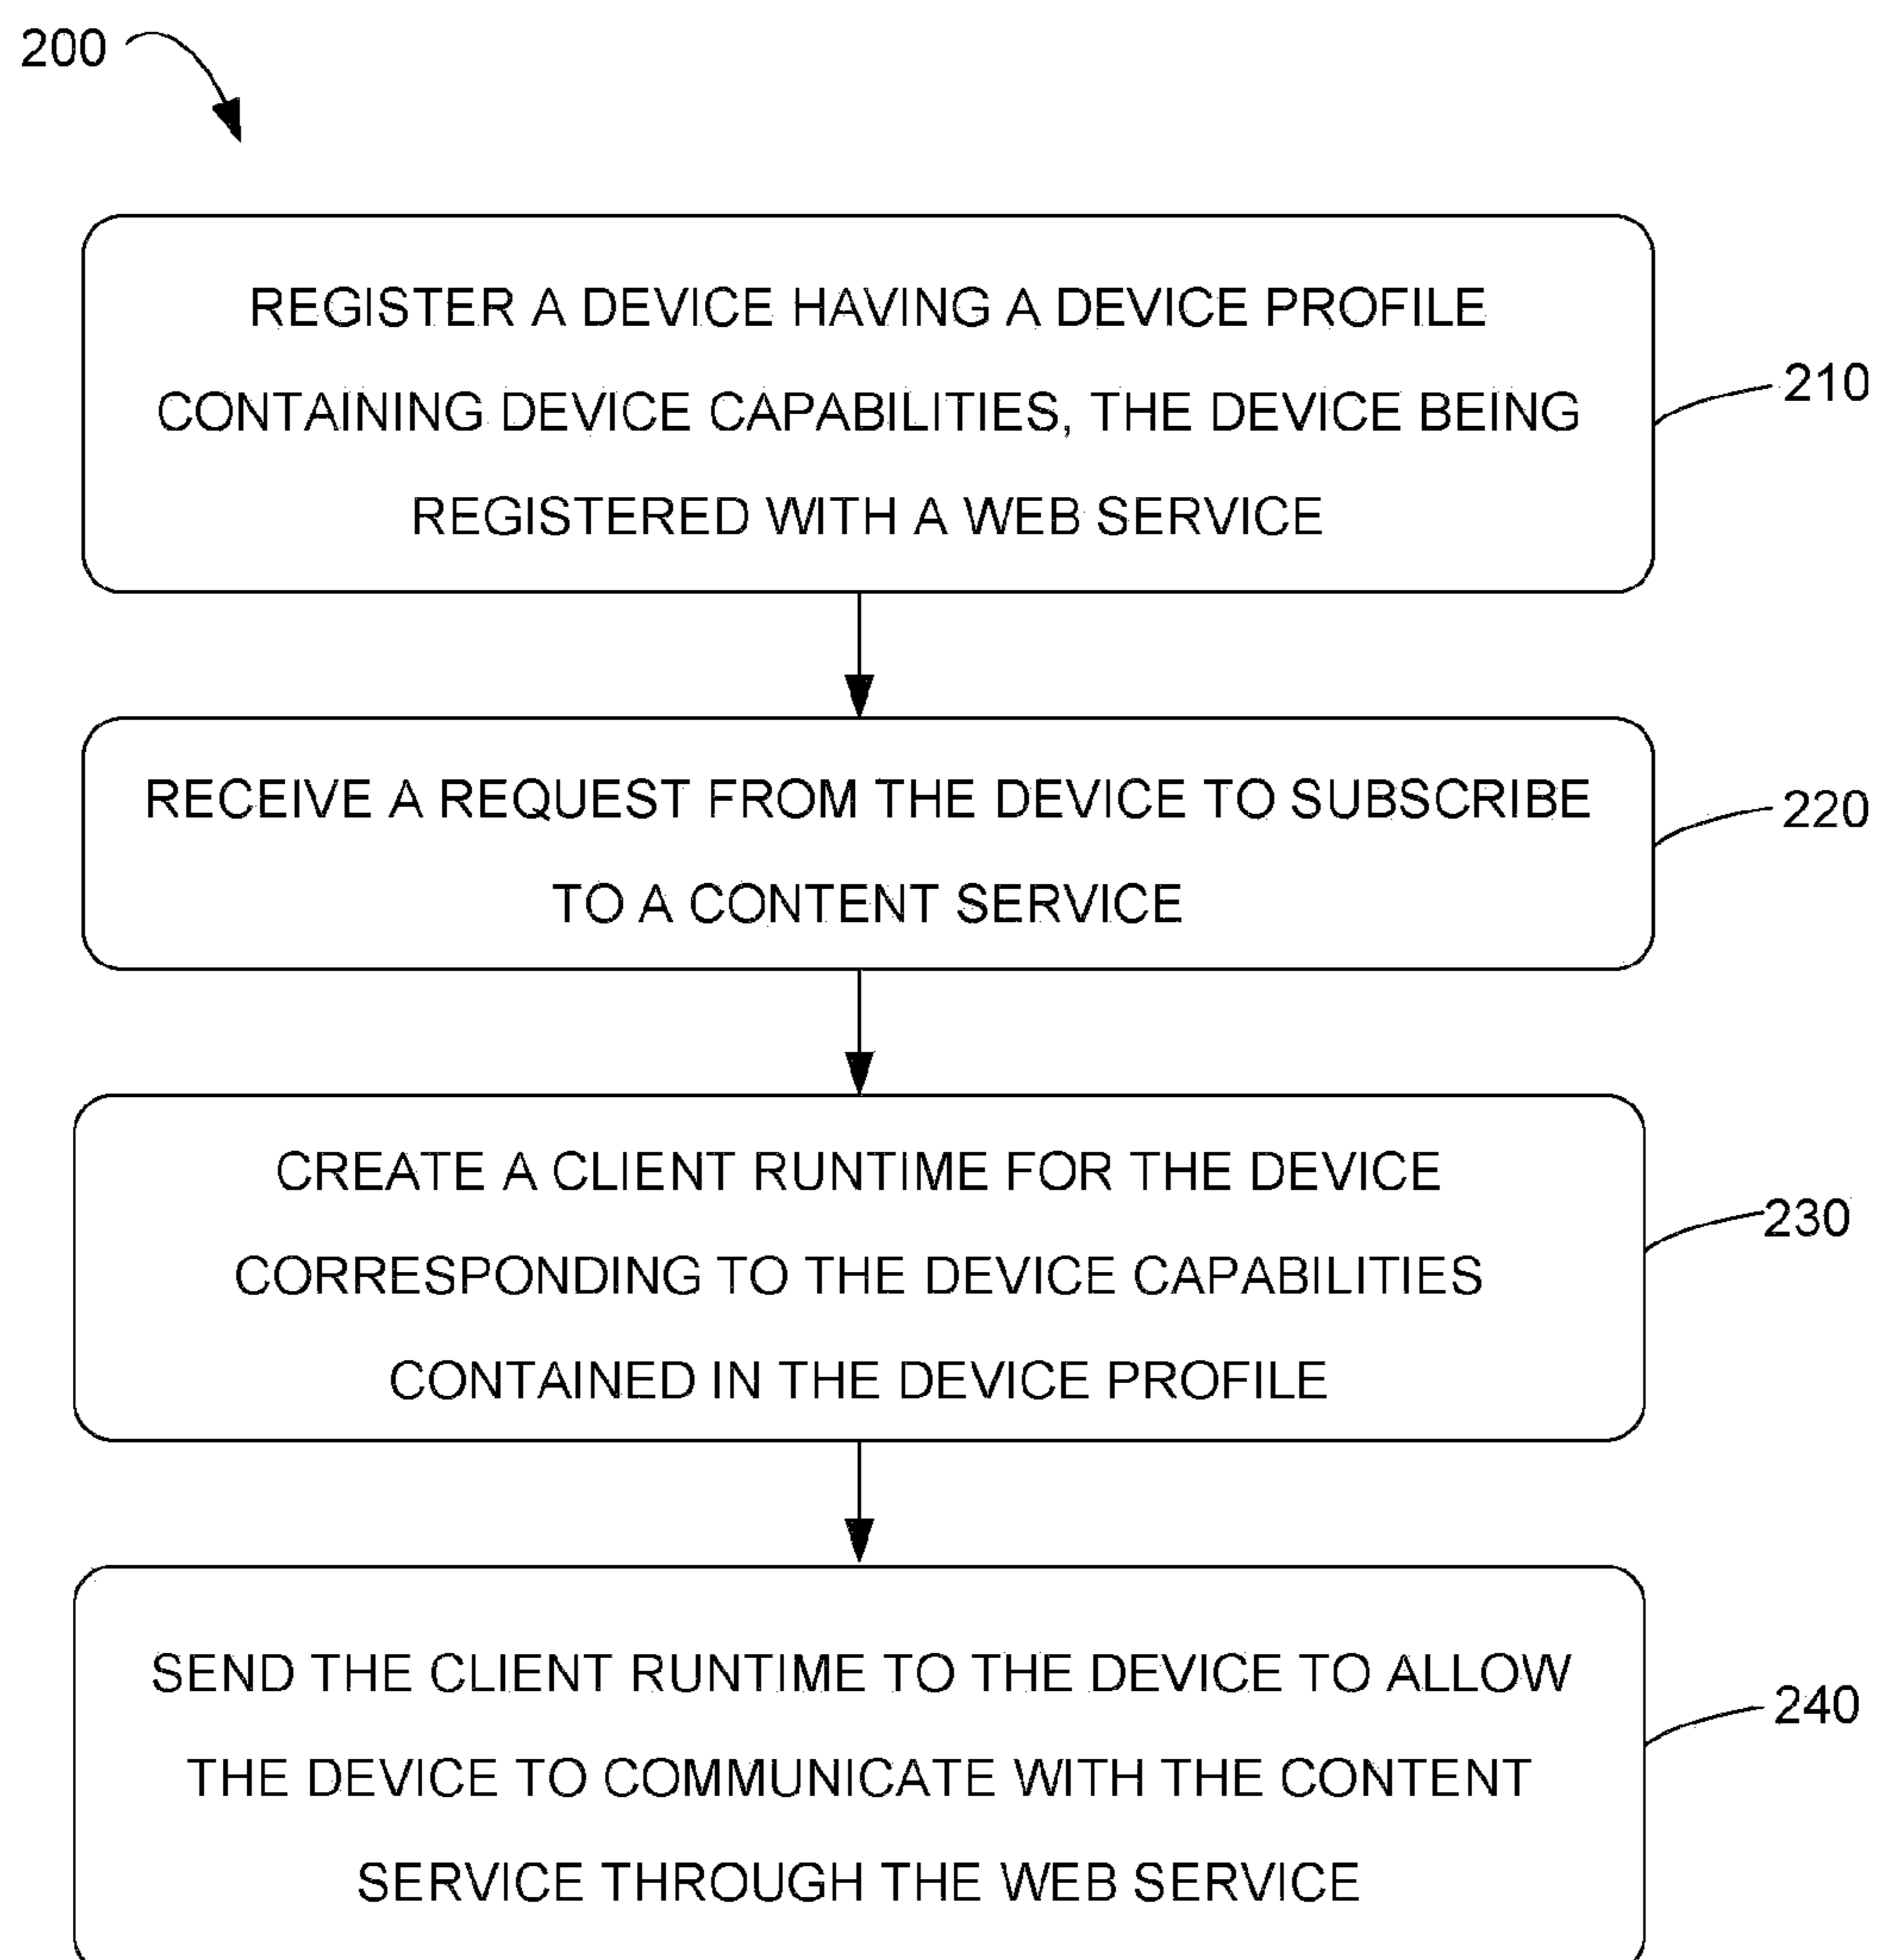 200
REGISTER A DEVICE HAVING A DEVICE PROFILE
CONTAINING DEVICE CAPABILITIES, THE DEVICE BEING
REGISTERED WITH A WEB SERVICE
210
RECEIVE A REQUEST FROM THE DEVICE TO SUBSCRIBE
TO A CONTENT SERVICE
220
CREATE A CLIENT RUNTIME FOR THE DEVICE
CORRESPONDING TO THE DEVICE CAPABILITIES
CONTAINED IN THE DEVICE PROFILE
230
SEND THE CLIENT RUNTIME TO THE DEVICE TO ALLOW
THE DEVICE TO COMMUNICATE WITH THE CONTENT
SERVICE THROUGH THE WEB SERVICE
240